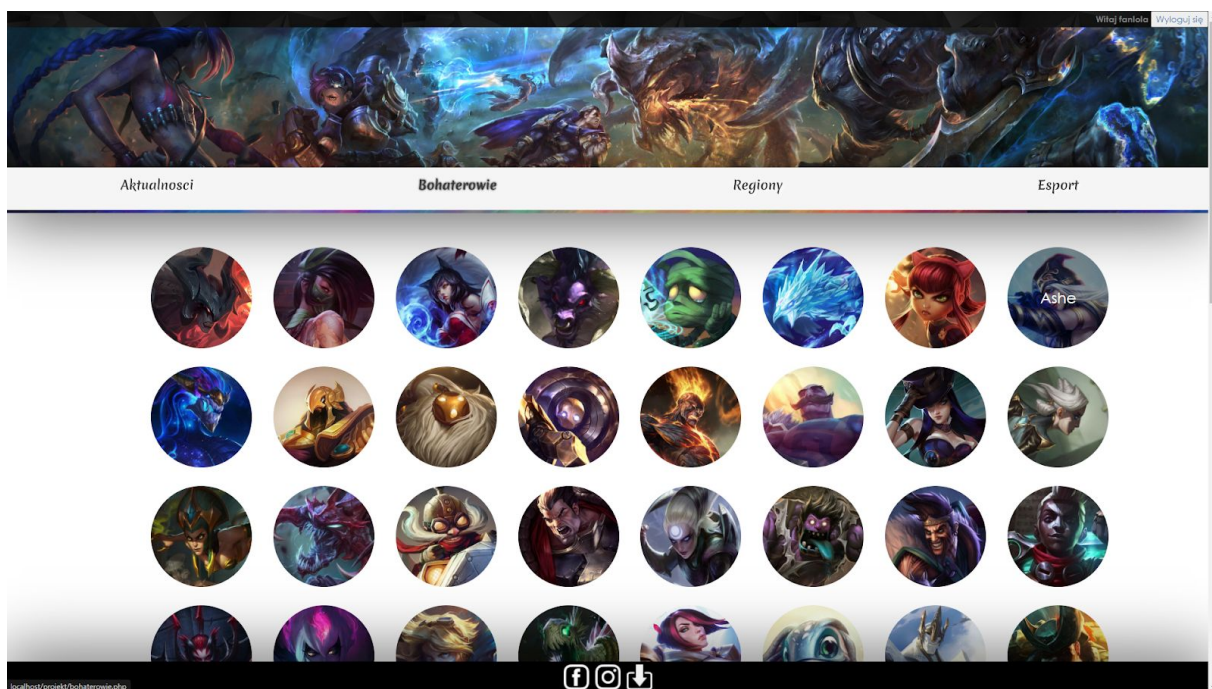 Witaj fanlola Wyloguj się
Aktualnosci Bohaterowie Regiony Esport
Ashe
localhost/projekt/bohaterowie.php